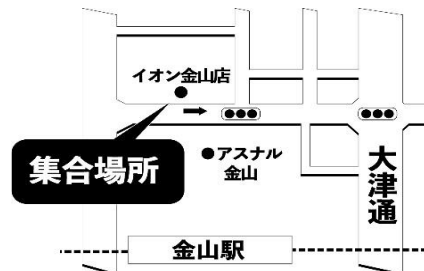 イオン金山店
集合場所
アスナル
金山
大津通
金山駅